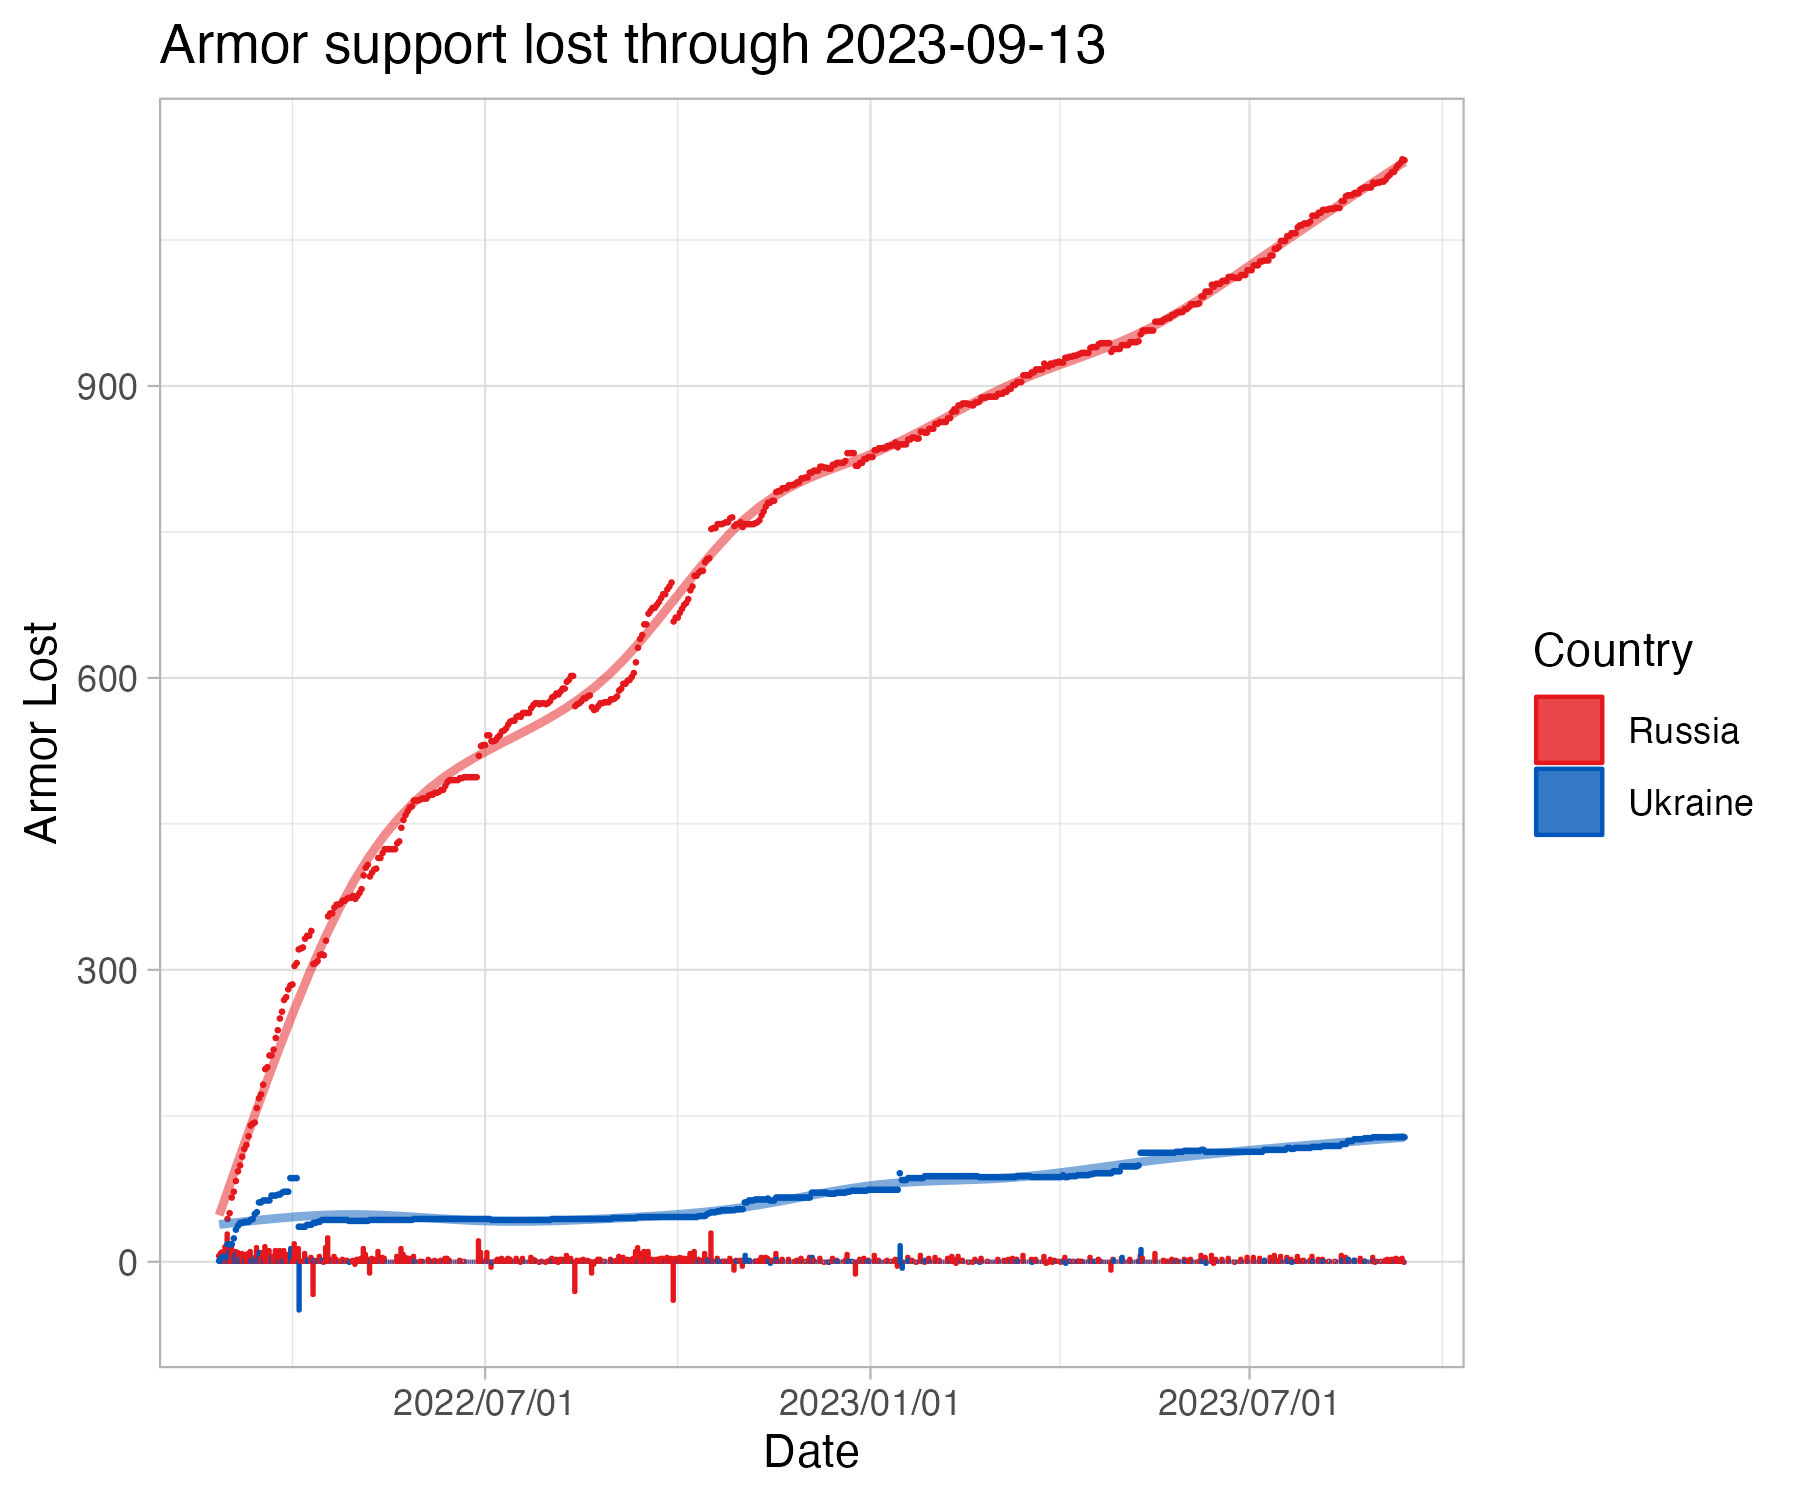 Armor support lost through 2023-09-13
Armor Lost
900
600
300
0
2022/07/01
2023/01/01
2023/07/01
Date
Country
Russia
Ukraine